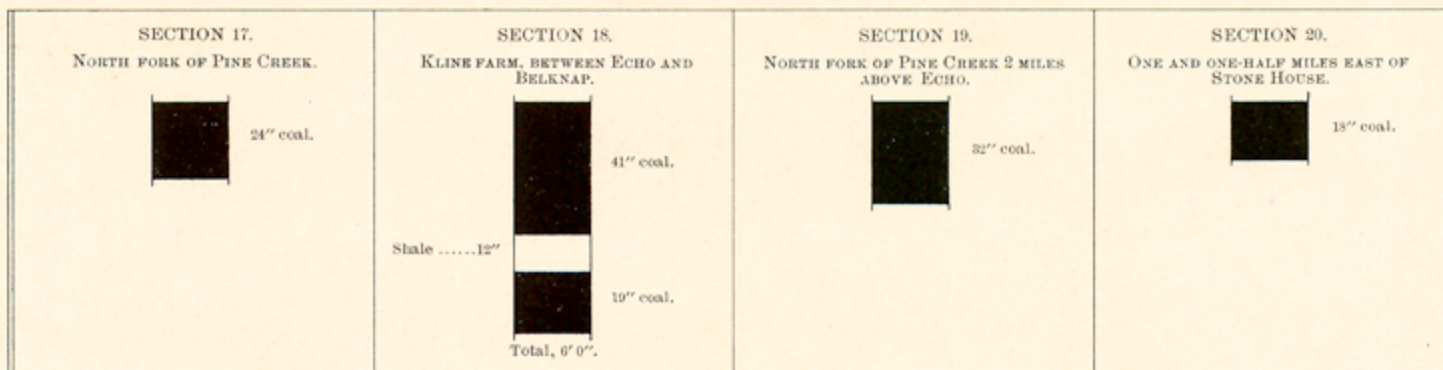 SECTION 17.
NORTH FORK OF PINE CREEK.
24″ coal.
SECTION 18.
KLINE FARM, BETWEEN ECHO AND
BELKNAP.
41″ coal.
Shale ......12″
19″ coal.
Total, 6′ 0″.
SECTION 19.
NORTH FORK OF PINE CREEK 2 MILES
ABOVE ECHO.
32″ coal.
SECTION 20.
ONE AND ONE-HALF MILES EAST OF
STONE HOUSE.
18″ coal.